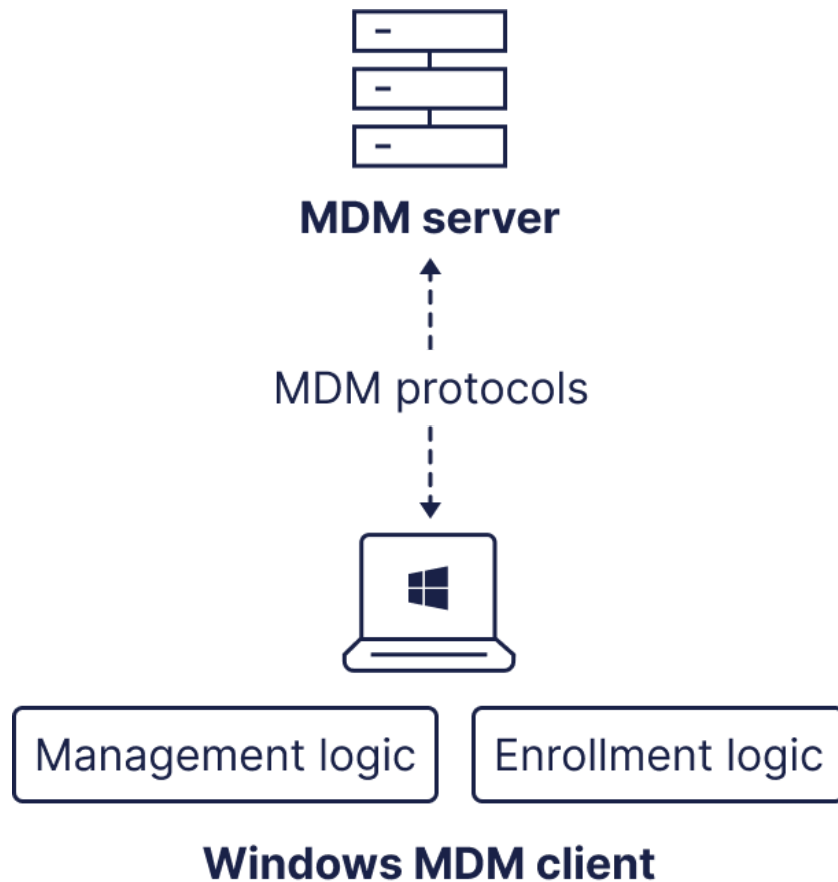 MDM server
MDM protocols
Management logic
Enrollment logic
Windows MDM client